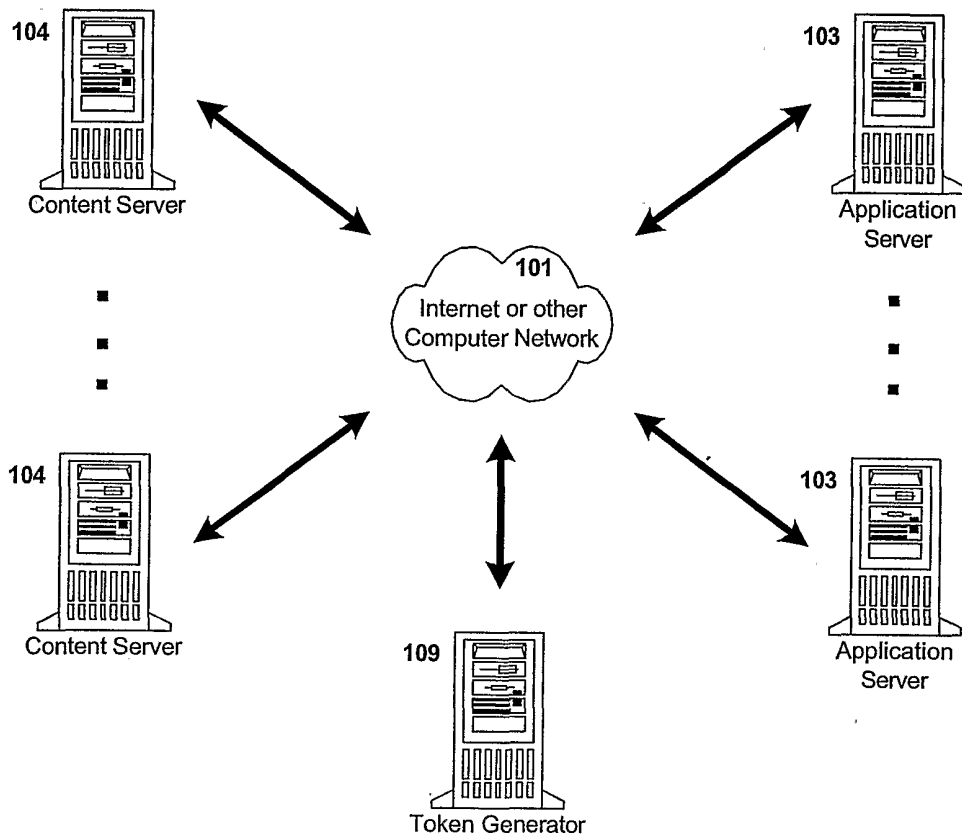 104
103
Content Server
Application
Server
101
Internet or other
Computer Network
104
103
Content Server
Application
Server
109
Token Generator